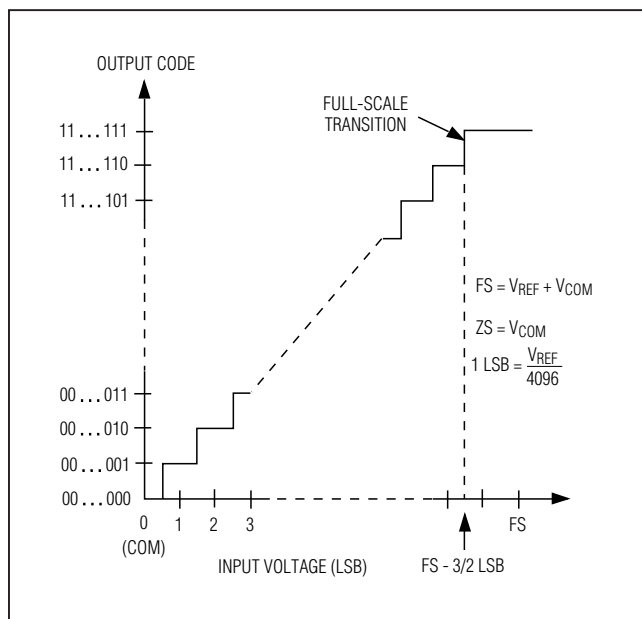 OUTPUT CODE
FULL-SCALE
TRANSITION
11...111
11...110
11...101
FS = VREF + VCOM
ZS = VCOM
1 LSB = VREF
4096
00...011
00...010
00...001
00...000
0 1 2 3 FS
(COM)
INPUT VOLTAGE (LSB)
FS - 3/2 LSB